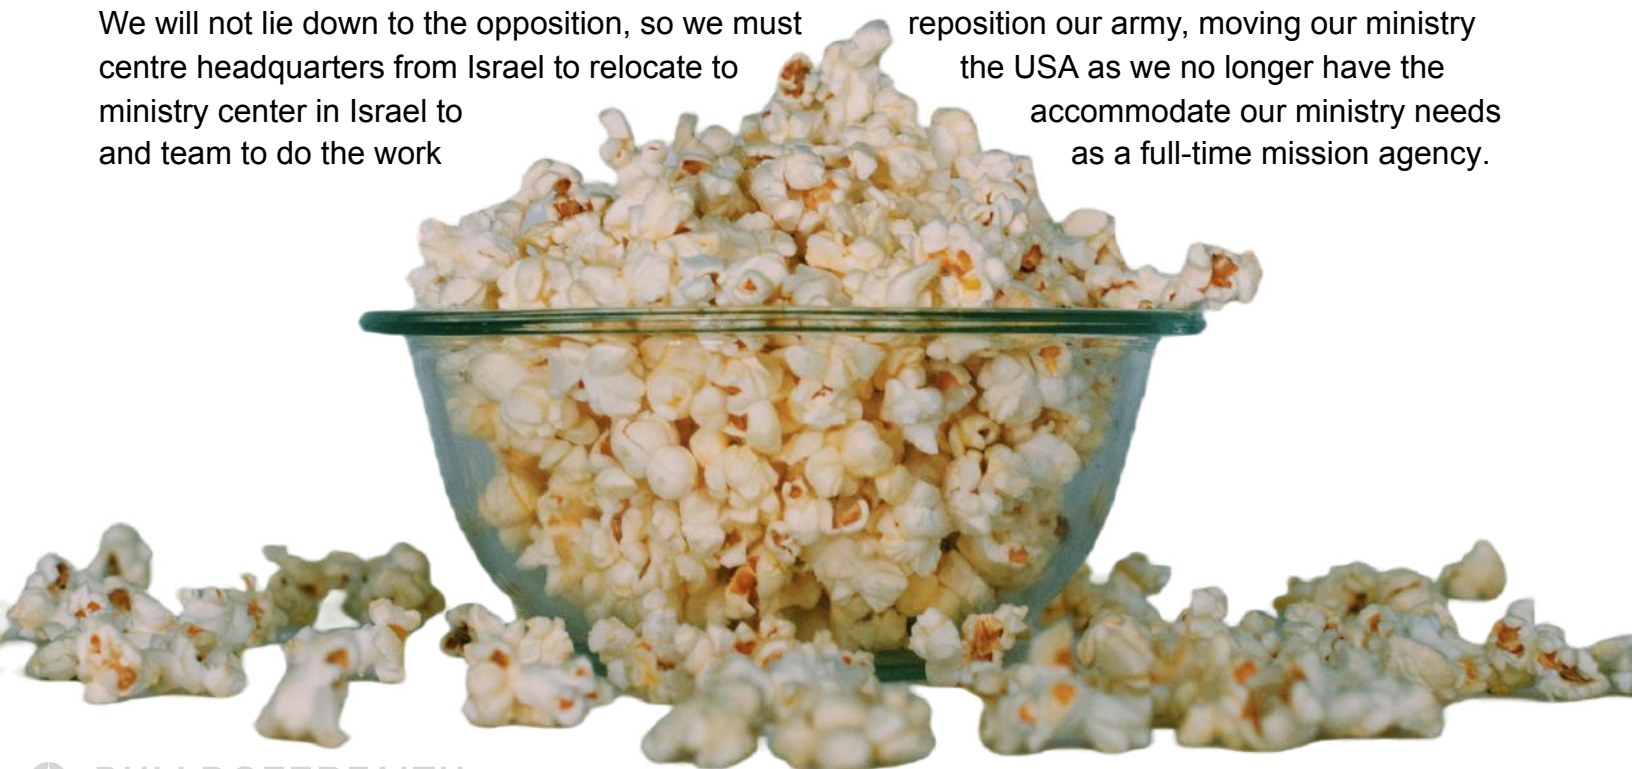 We will not lie down to the opposition, so we must reposition our army, moving our ministry
centre headquarters from Israel to relocate to the USA as we no longer have the
ministry center in Israel to accommodate our ministry needs
and team to do the work as a full-time mission agency.